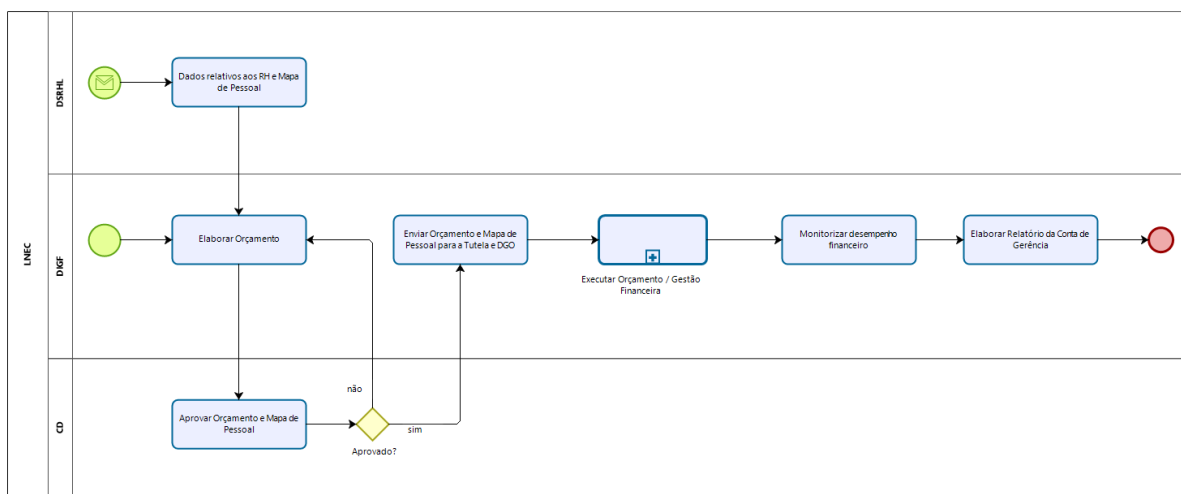 LNEC
DSRHL
Dados relativos aos RH e Mapa
de Pessoal
DIGF
Elaborar Orçamento
Enviar Orçamento e Mapa de
Pessoal para a Tutela e DGO
Executar Orçamento / Gestão
Financeira
Monitorizar desempenho
financeiro
Elaborar Relatório da Conta de
Gerência
CD
Aprovar Orçamento e Mapa de
Pessoal
não
sim
Aprovado?